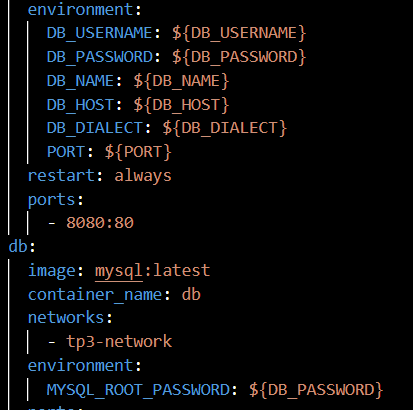 environment:
DB_USERNAME: ${DB_USERNAME}
DB_PASSWORD: ${DB_PASSWORD}
DB_NAME: ${DB_NAME}
DB_HOST: ${DB_HOST}
DB_DIALECT: ${DB_DIALECT}
PORT: ${PORT}
restart: always
ports:
- 8080:80
db:
image: mysql:latest
container_name: db
networks:
- tp3-network
environment:
MYSQL_ROOT_PASSWORD: ${DB_PASSWORD}